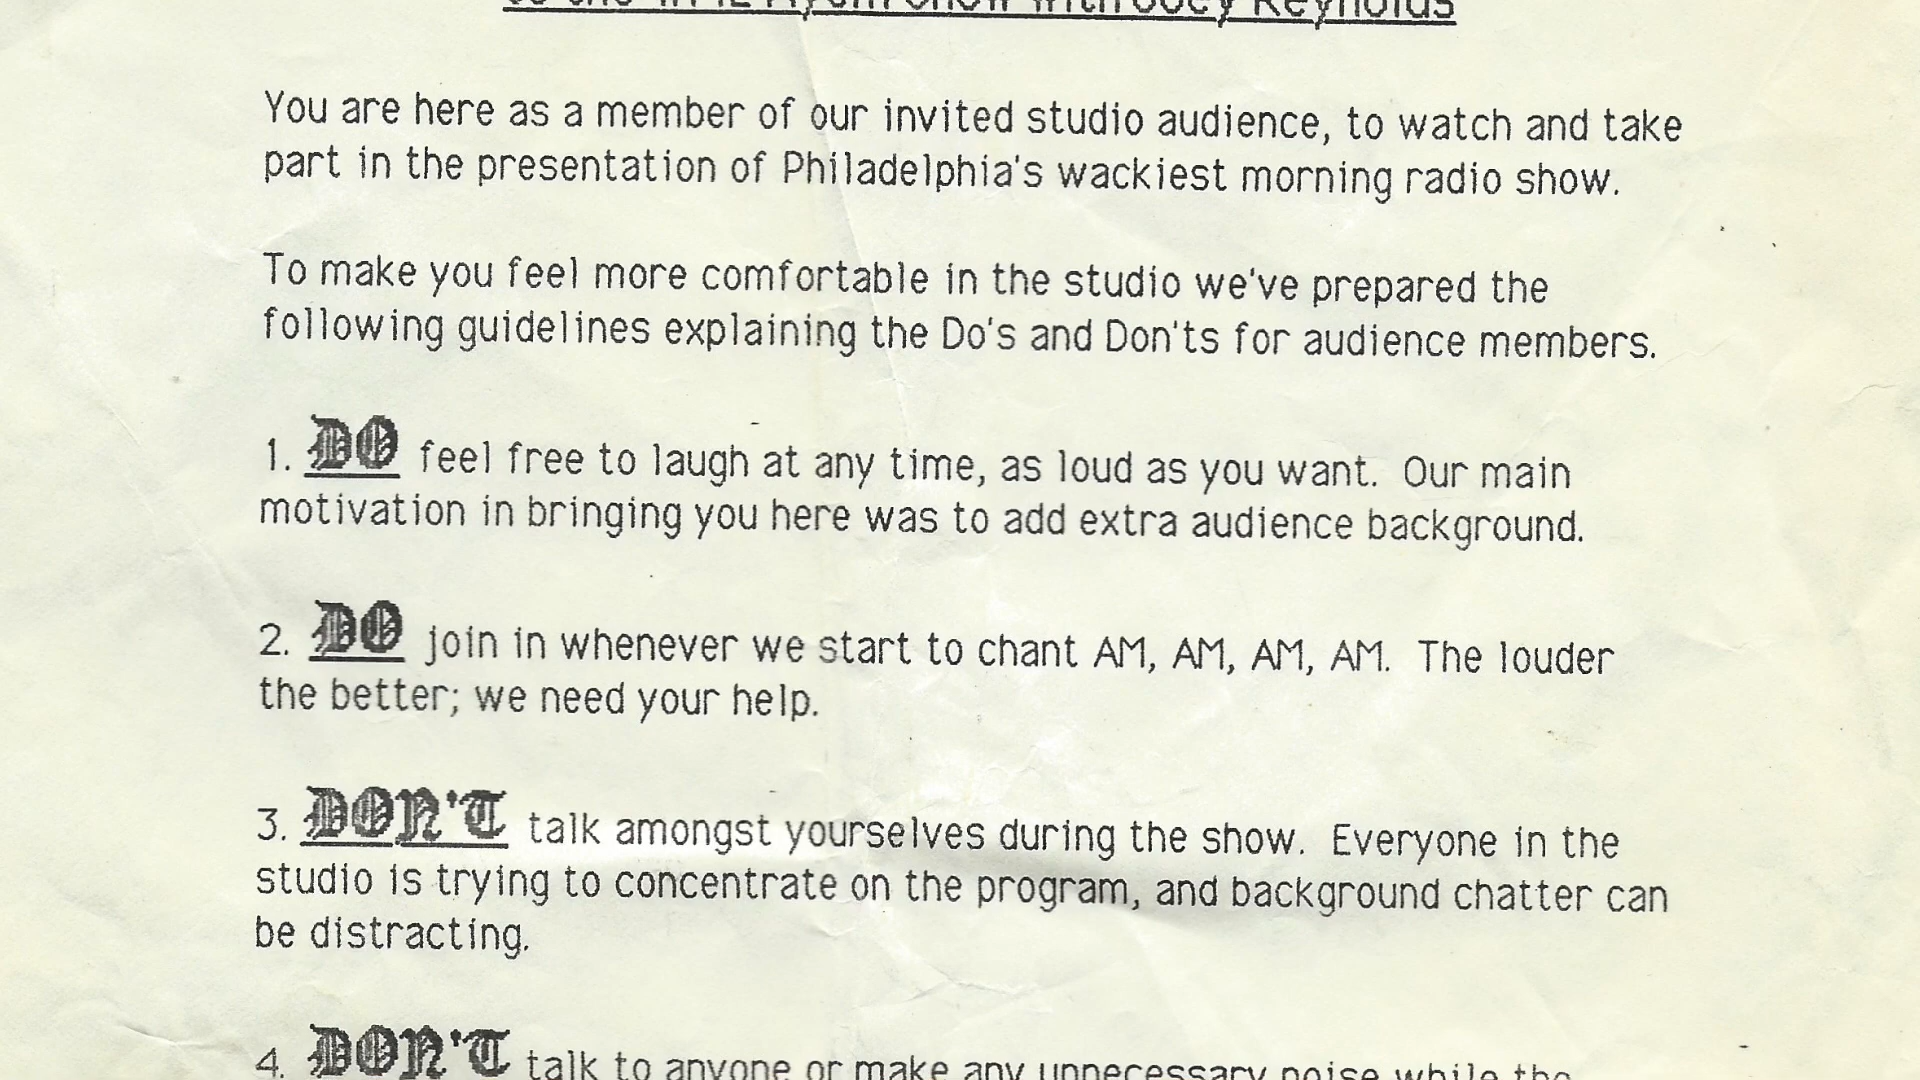 with Joey Reynolds
You are here as a member of our invited studio audience, to watch and take
part in the presentation of Philadelphia's wackiest morning radio show.
To make you feel more comfortable in the studio we've prepared the
following guidelines explaining the Do's and Don'ts for audience members.
1. DO feel free to laugh at any time, as loud as you want. Our main
motivation in bringing you here was to add extra audience background.
2. DO join in whenever we start to chant AM, AM, AM, AM. The louder
the better; we need your help.
3. DON'T talk amongst yourselves during the show. Everyone in the
studio is trying to concentrate on the program, and background chatter can
be distracting.
4. DON'T talk to anyone or make any unnecessary noise while the